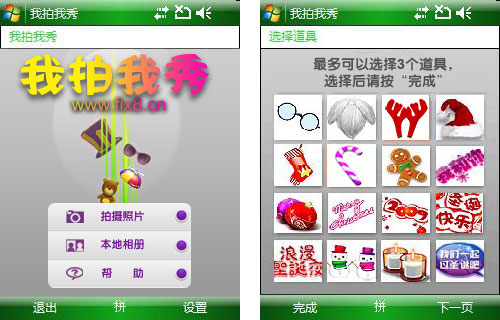 我拍我秀
我拍我秀
我拍我秀
www.fix8.cn
拍摄照片
本地相册
帮 助
退出
拼
设置
我拍我秀
选择道具
最多可以选择3个道具，
选择后请按“完成”
Merry
Christmas
2007
圣诞
快乐
浪漫
圣誕夜
我们一起
过圣诞吧
完成
拼
下一页